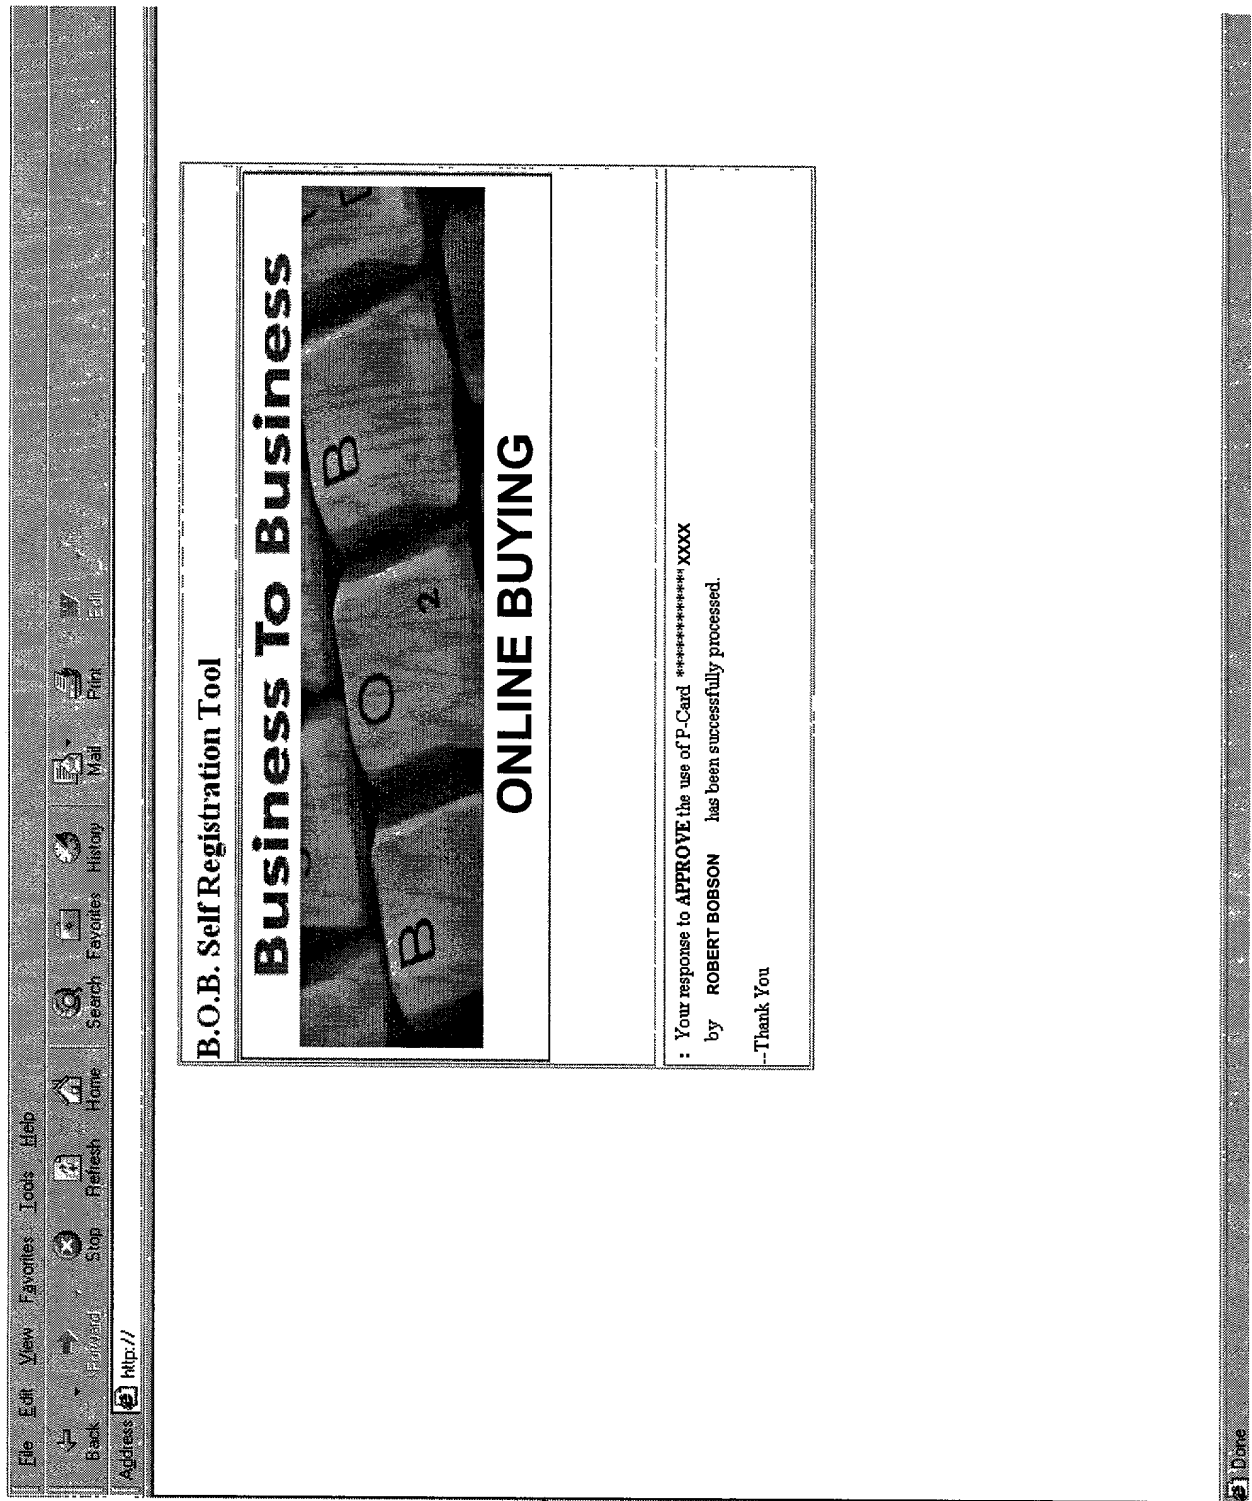 File Edit View Favorites Tools Help
Back Forward Stop Refresh Home Search Favorites History Mail Print Edit
Address http://
B.O.B. Self Registration Tool
Business To Business
B O 2 B
ONLINE BUYING
: Your response to APPROVE the use of P-Card ************XXXX
by ROBERT BOBSON has been successfully processed.
--Thank You
Done